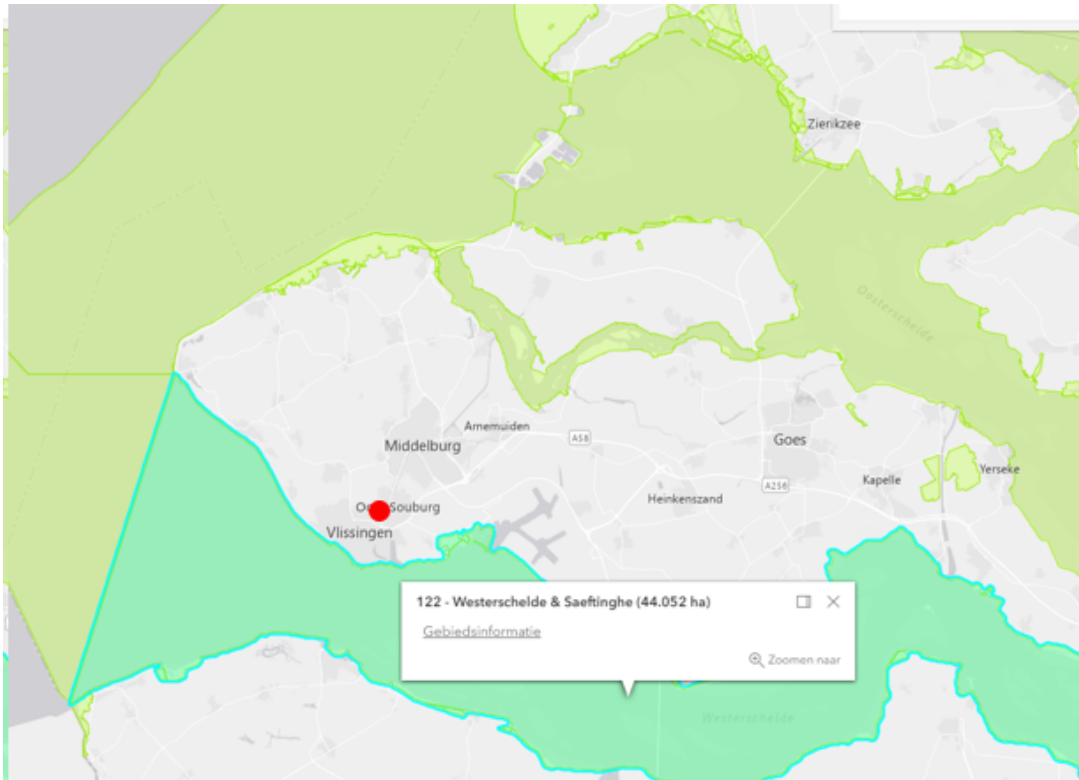 Zierikzee
Oosterschelde
Arnemuiden
A58
Middelburg
Goes
Yerseke
Kapelle
A256
Heinkenszand
Souburg
Vlissingen
122 - Westerschelde & Saeftinghe (44.052 ha)
Gebiedsinformatie
Zoomen naar
Westerschelde